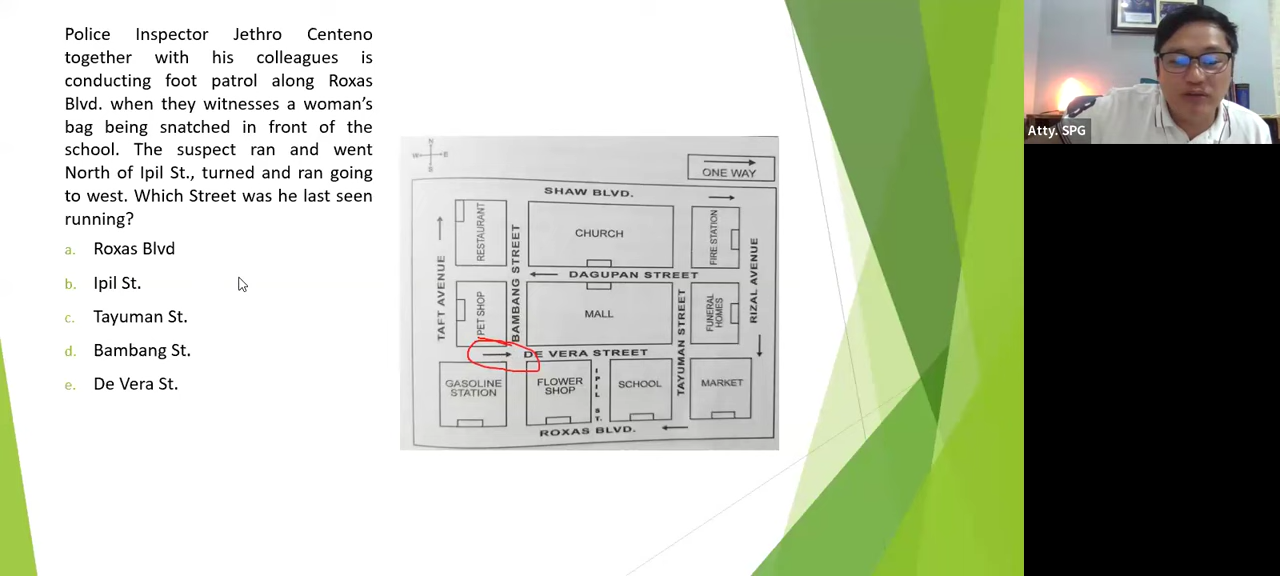 Police Inspector Jethro Centeno
together with his colleagues is
conducting foot patrol along Roxas
Blvd. when they witnesses a woman's
bag being snatched in front of the
school. The suspect ran and went
North of Ipil St., turned and ran going
to west. Which Street was he last seen
running?
a. Roxas Blvd
b. Ipil St.
c. Tayuman St.
d. Bambang St.
e. De Vera St.
N
W E
S
ONE WAY
SHAW BLVD.
RESTAURANT
CHURCH
FIRE STATION
TAFT AVENUE
BAMBANG STREET
DAGUPAN STREET
RIZAL AVENUE
PET SHOP
MALL
TAYUMAN STREET
FUNERAL
HOMES
DE VERA STREET
GASOLINE
STATION
FLOWER
SHOP
IPIL ST.
SCHOOL
MARKET
ROXAS BLVD.
Atty. SPG